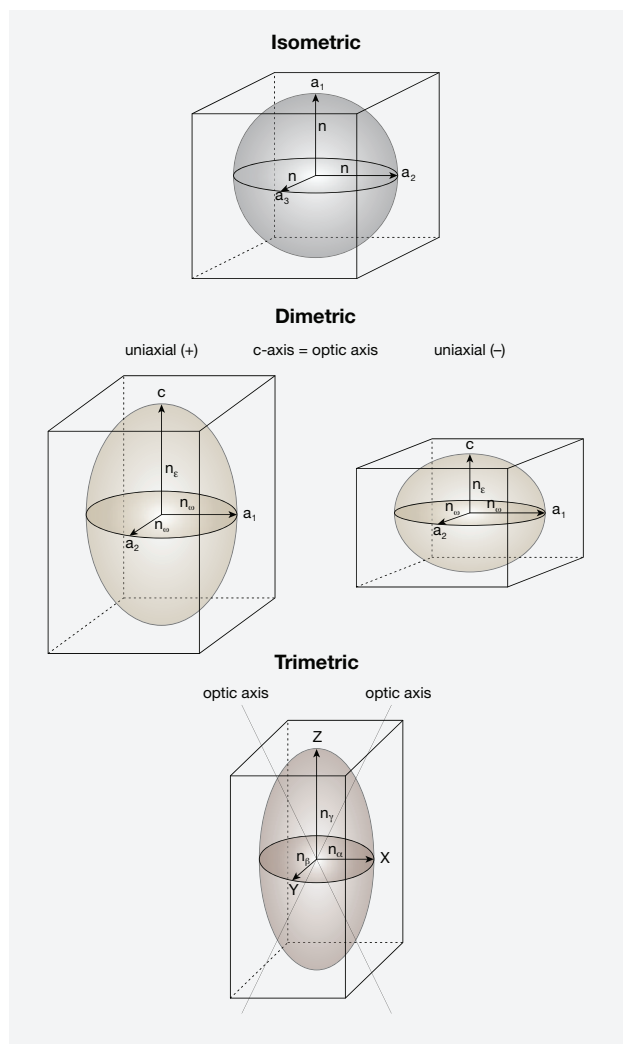 Isometric
a₁
n
n
n
a₂
a₃
Dimetric
uniaxial (+) c-axis = optic axis uniaxial (–)
c
nε
nω
a₁
nω
a₂
c
nε
nω
nω
a₁
a₂
Trimetric
optic axis optic axis
Z
nγ
nβ
nα
X
Y